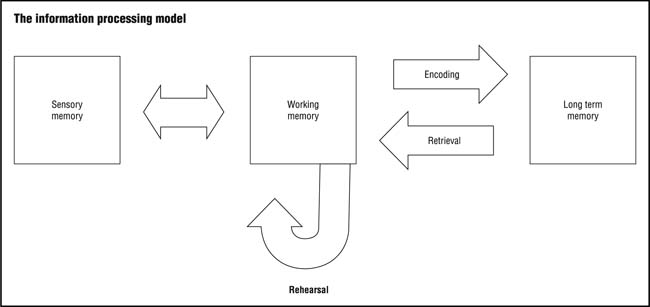 The information processing model
Sensory
memory
Working
memory
Encoding
Retrieval
Long term
memory
Rehearsal